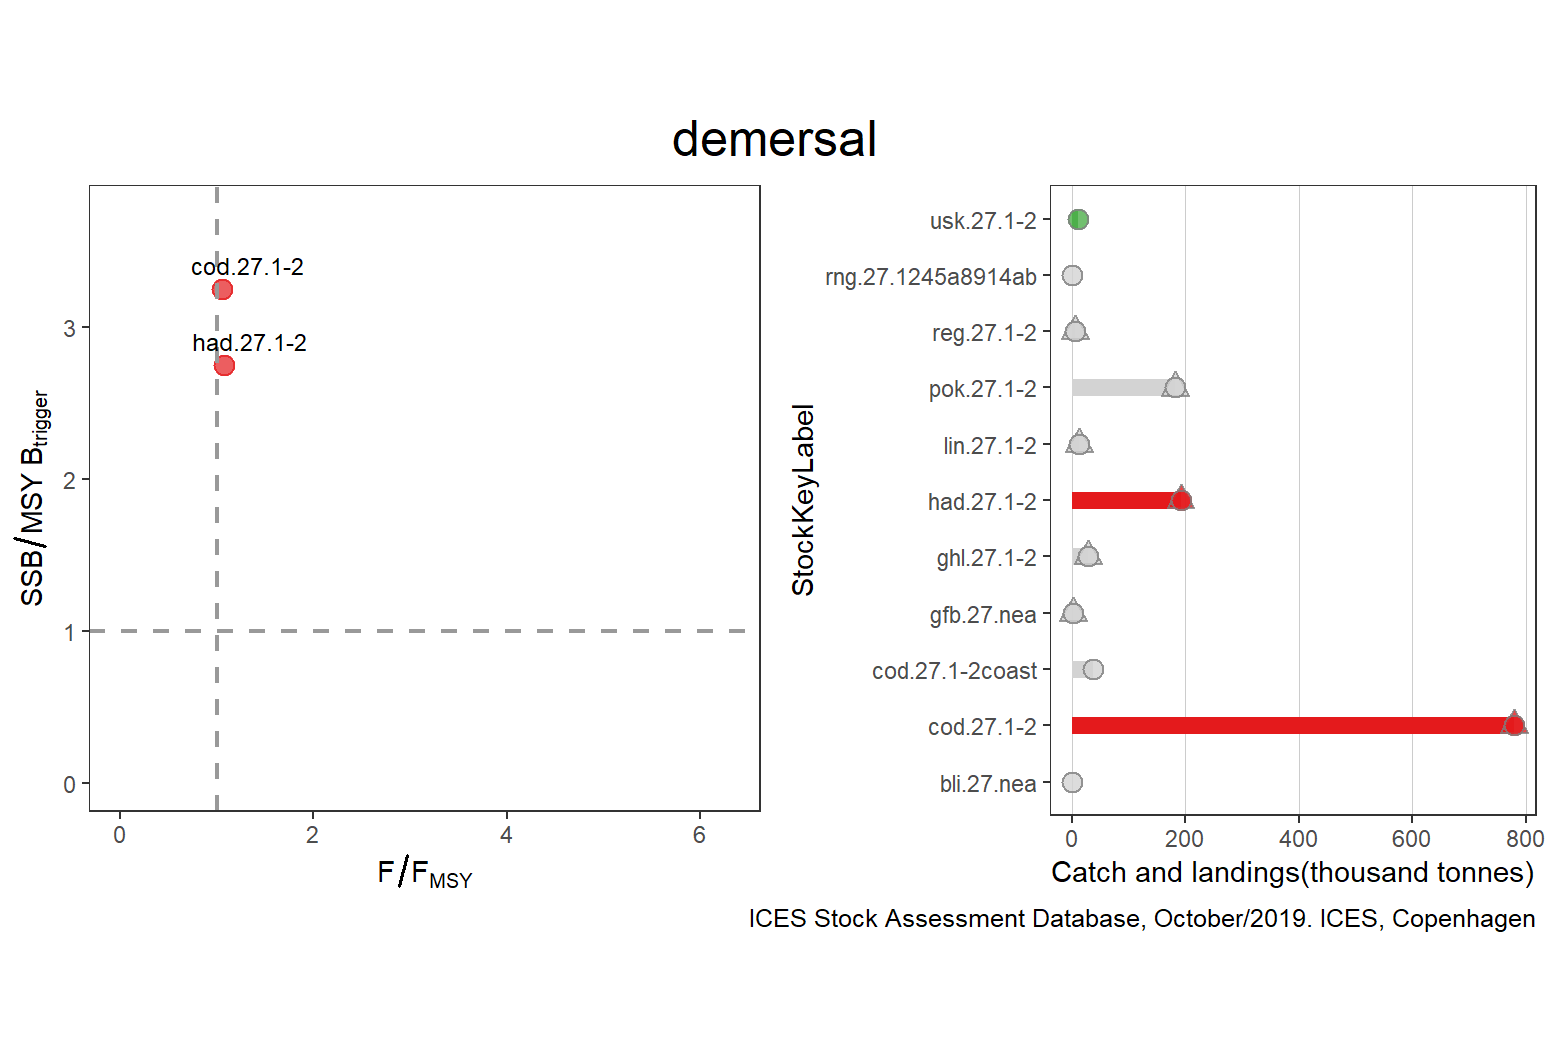 demersal
cod.27.1-2
had.27.1-2
3
2
1
0
0 2 4 6
SSB/MSY Btrigger
F/FMSY
StockKeyLabel
usk.27.1-2
rng.27.1245a8914ab
reg.27.1-2
pok.27.1-2
lin.27.1-2
had.27.1-2
ghl.27.1-2
gfb.27.nea
cod.27.1-2coast
cod.27.1-2
bli.27.nea
0 200 400 600 800
Catch and landings(thousand tonnes)
ICES Stock Assessment Database, October/2019. ICES, Copenhagen